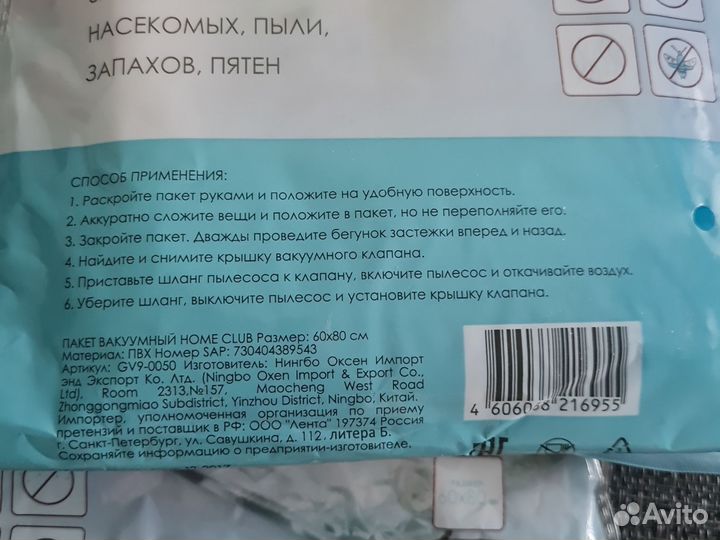 НАСЕКОМЫХ, ПЫЛИ,
ЗАПАХОВ, ПЯТЕН
СПОСОБ ПРИМЕНЕНИЯ:
1. Раскройте пакет руками и положите на удобную поверхность.
2. Аккуратно сложите вещи и положите в пакет, но не переполняйте его.
3. Закройте пакет. Дважды проведите бегунок застежки вперед и назад.
4. Найдите и снимите крышку вакуумного клапана.
5. Приставьте шланг пылесоса к клапану, включите пылесос и откачивайте воздух.
6. Уберите шланг, выключите пылесос и установите крышку клапана.
ПАКЕТ ВАКУУМНЫЙ HOME CLUB Размер: 60х80 см
Материал: ПВХ Номер SAP: 730404389543
Артикул: GV9-0050 Изготовитель: Нингбо Оксен Импорт
энд Экспорт Ко. Лтд. (Ningbo Oxen Import & Export Co.,
Ltd). Room 2313,№157, Maocheng West Road
Zhonggongmiao Subdistrict, Yinzhou District, Ningbo, Китай.
Импортер, уполномоченная организация по приему
претензий и поставщик в РФ: ООО "Лента" 197374 Россия
г. Санкт-Петербург, ул. Савушкина, д. 112, литера Б.
Сохраняйте информацию о предприятии-изготовителе.
4 606038 216955
EAC
60x80
Avito